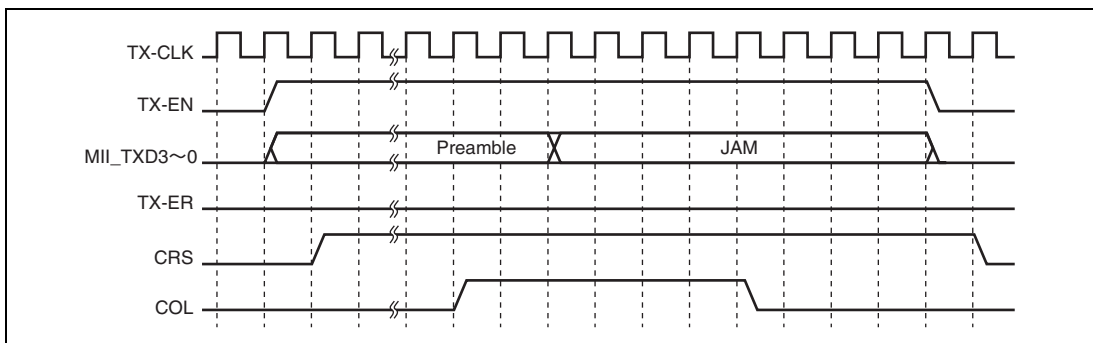 TX-CLK
TX-EN
MII_TXD3～0
Preamble
JAM
TX-ER
CRS
COL